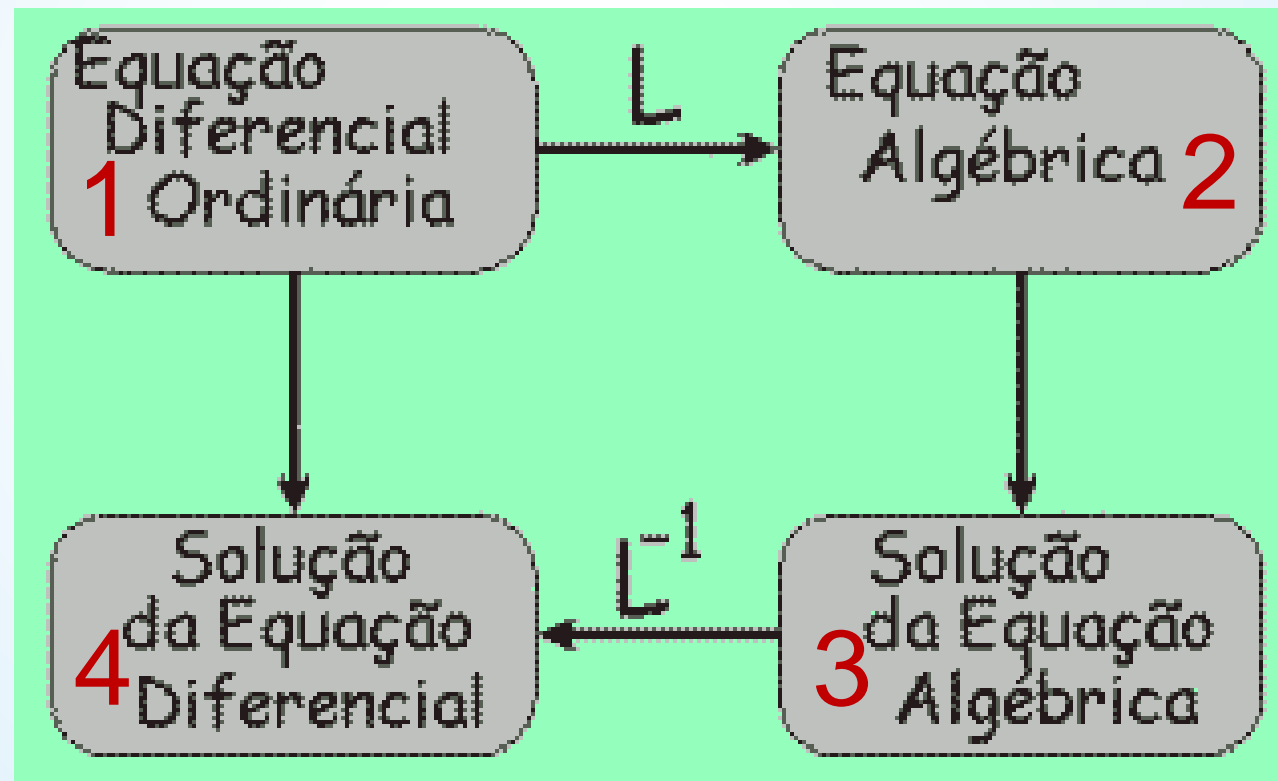 Equação
Diferencial
1 Ordinária
L
Equação
Algébrica 2
L-1
Solução
da Equação
3 Algébrica
Solução
da Equação
4 Diferencial